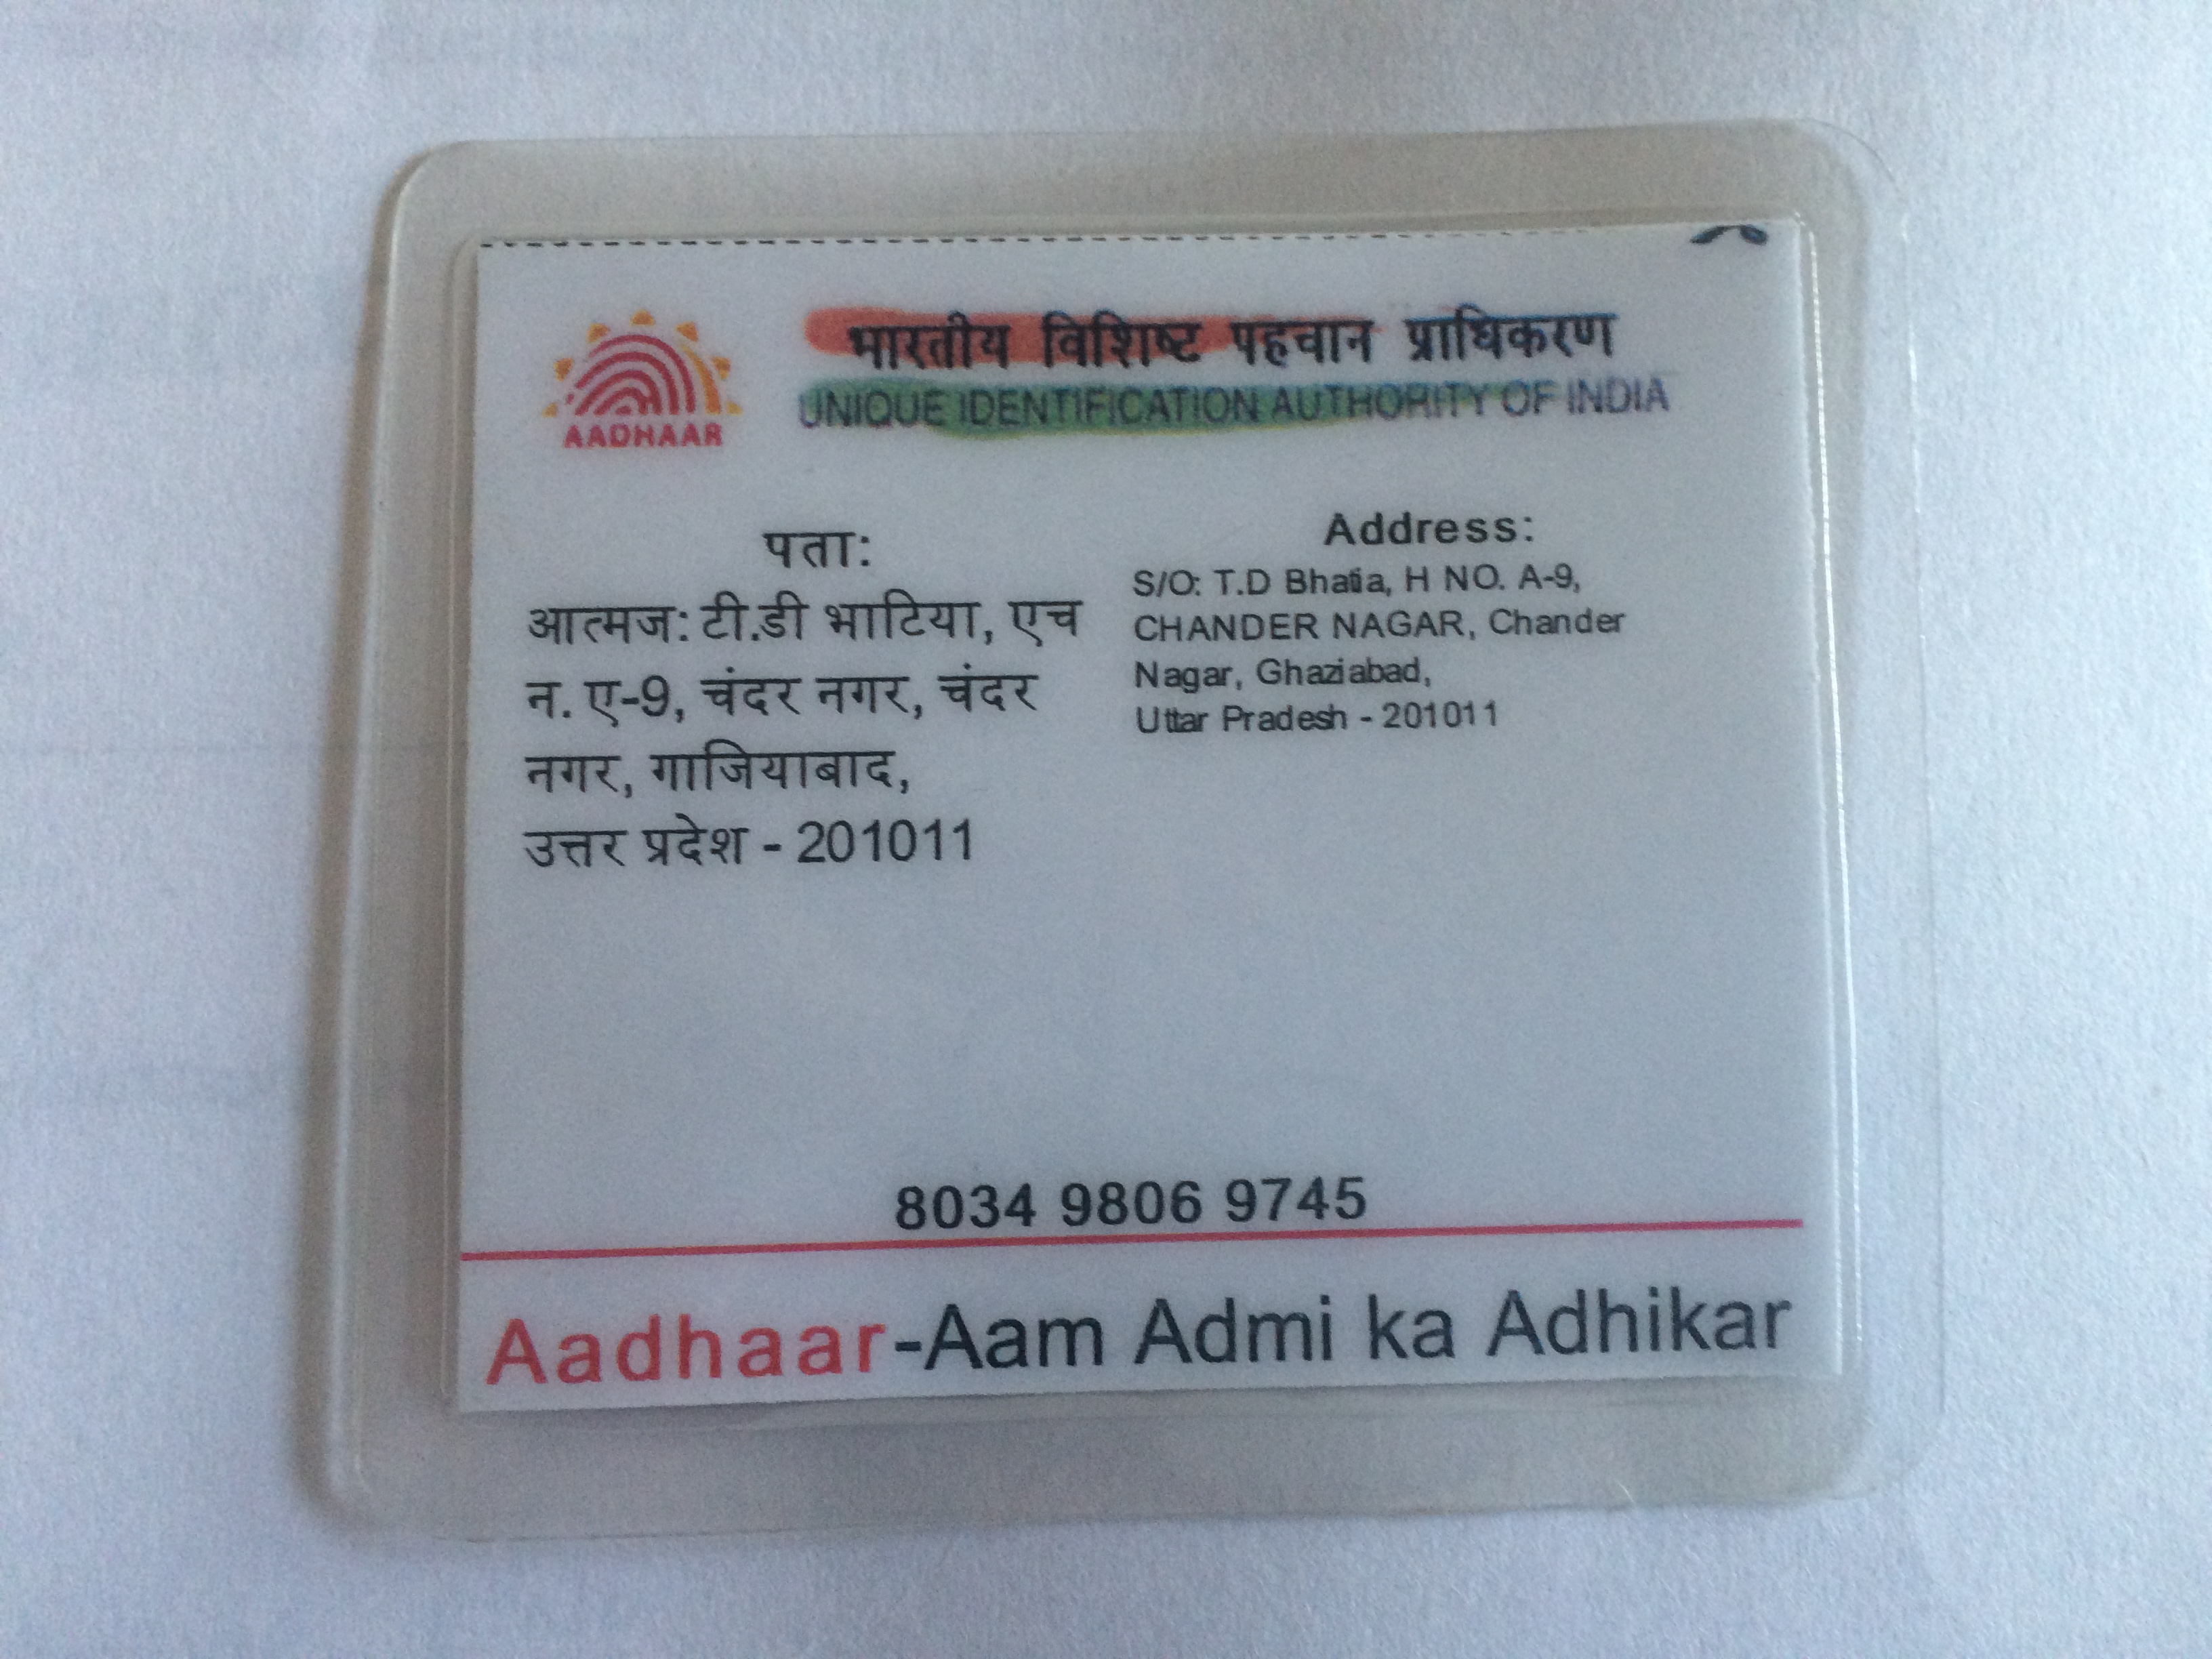 भारतीय विशिष्ट पहचान प्राधिकरण
UNIQUE IDENTIFICATION AUTHORITY OF INDIA
AADHAAR
पता:
आत्मज: टी.डी भाटिया, एच
न. ए-9, चंदर नगर, चंदर
नगर, गाजियाबाद,
उत्तर प्रदेश - 201011
Address:
S/O: T.D Bhatia, H NO. A-9,
CHANDER NAGAR, Chander
Nagar, Ghaziabad,
Uttar Pradesh - 201011
8034 9806 9745
Aadhaar-Aam Admi ka Adhikar